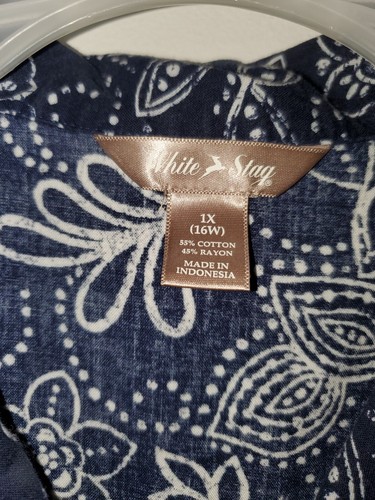 White Stag
1X
(16W)
55% COTTON
45% RAYON
MADE IN
INDONESIA